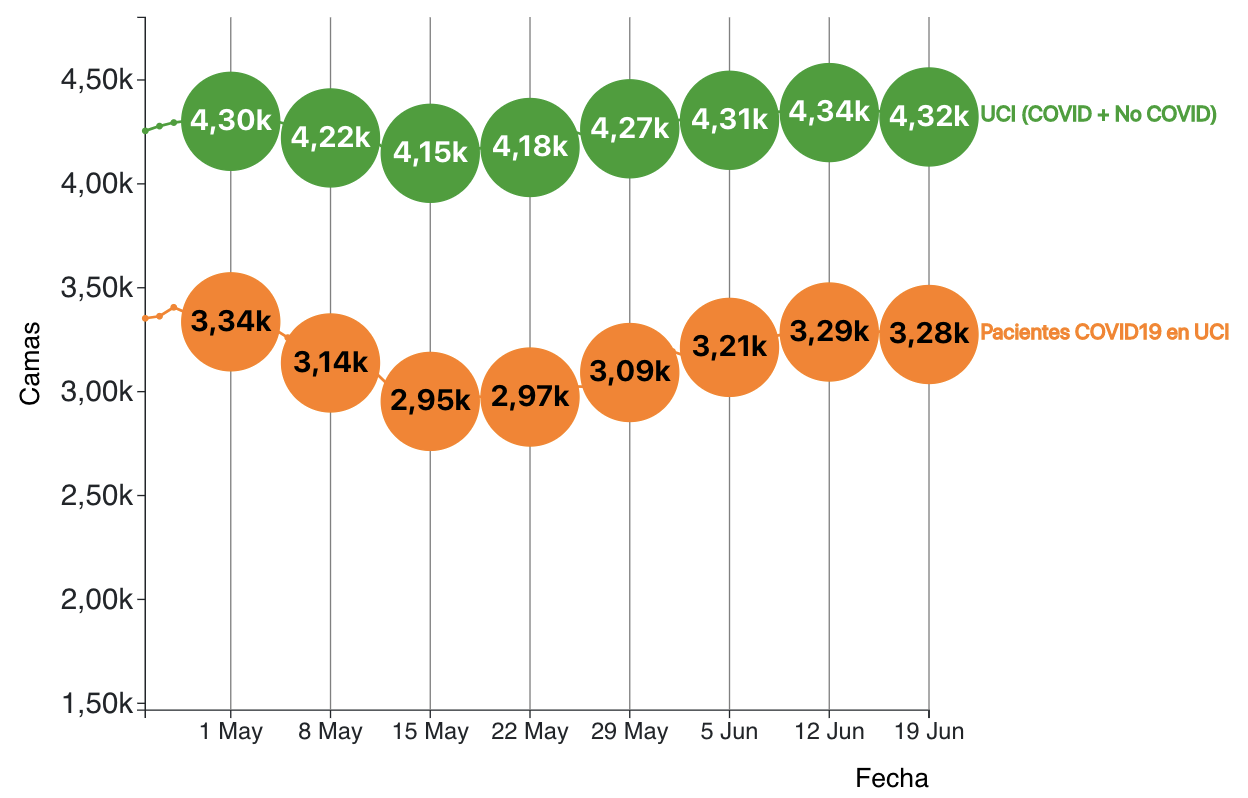 4,50k
4,00k
3,50k
3,00k
2,50k
2,00k
1,50k
Camas
4,30k 4,22k 4,15k 4,18k 4,27k 4,31k 4,34k 4,32k UCI (COVID + No COVID)
3,34k 3,14k 2,95k 2,97k 3,09k 3,21k 3,29k 3,28k Pacientes COVID19 en UCI
1 May 8 May 15 May 22 May 29 May 5 Jun 12 Jun 19 Jun
Fecha